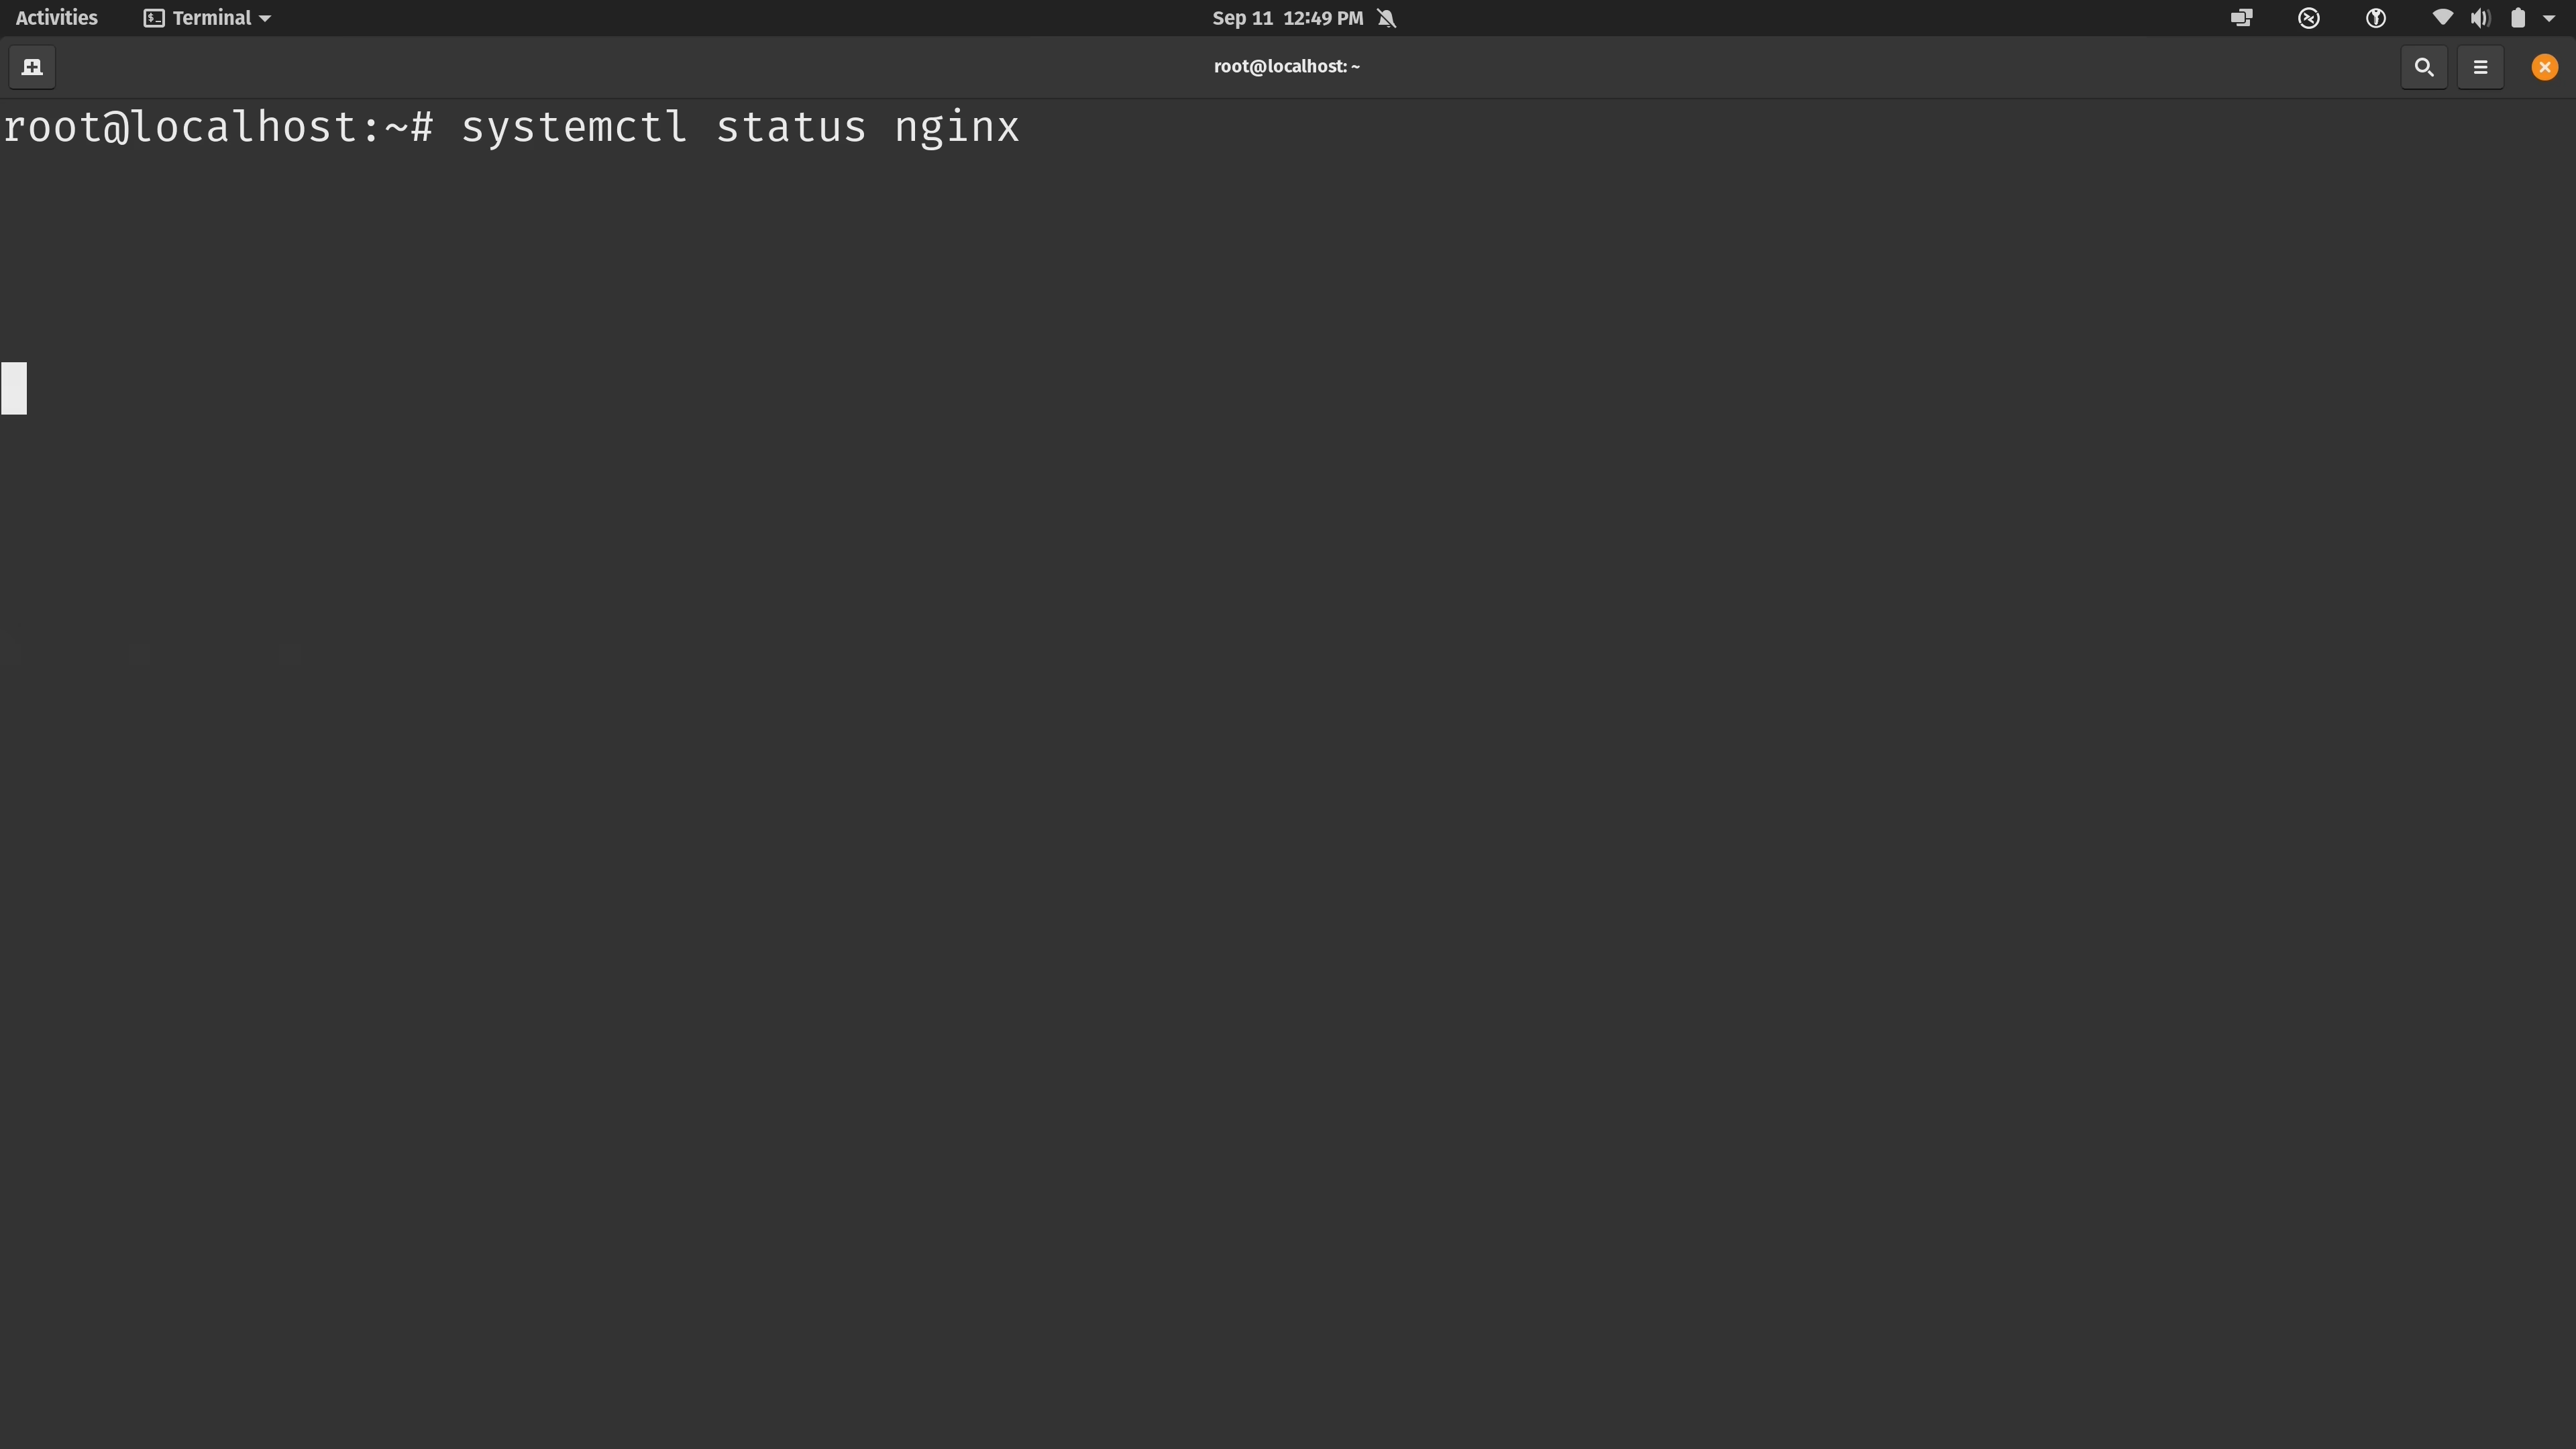 Activities Terminal Sep 11 12:49 PM
root@localhost: ~
root@localhost:~# systemctl status nginx